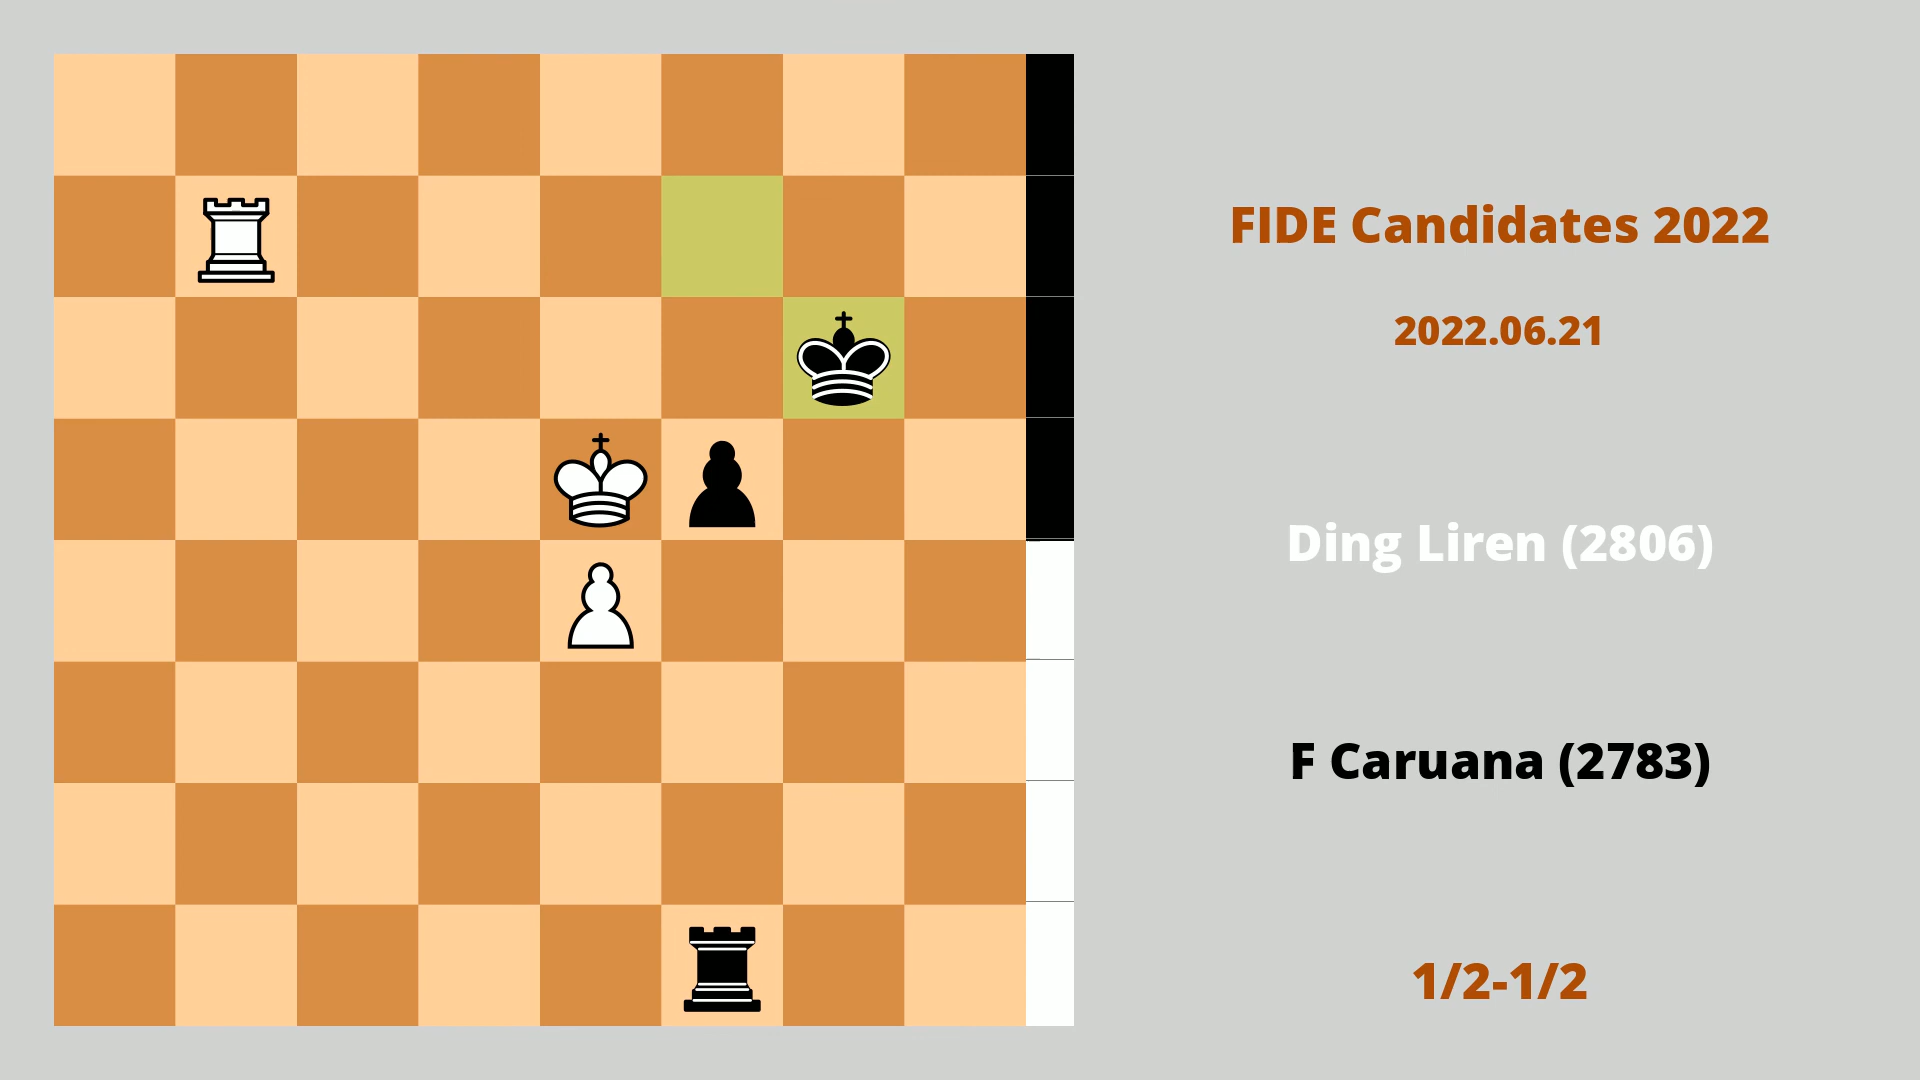 FIDE Candidates 2022
2022.06.21
Ding Liren (2806)
F Caruana (2783)
1/2-1/2